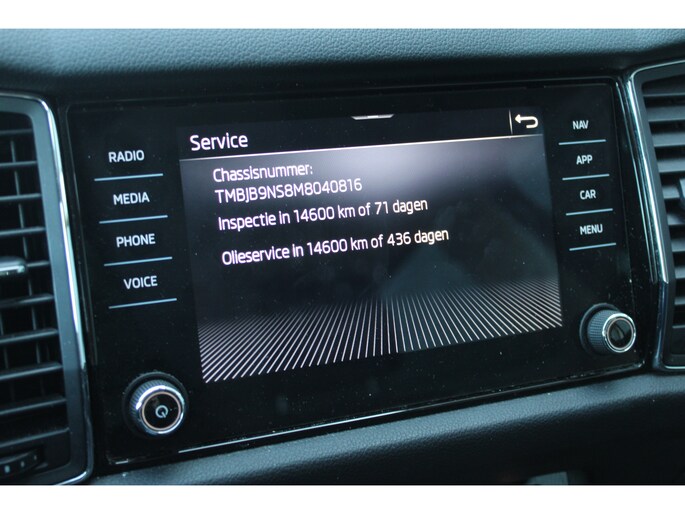 Service
Chassisnummer:
TMBJB9NS8M8040816
Inspectie in 14600 km of 71 dagen
Olieservice in 14600 km of 436 dagen
RADIO
MEDIA
PHONE
VOICE
NAV
APP
CAR
MENU